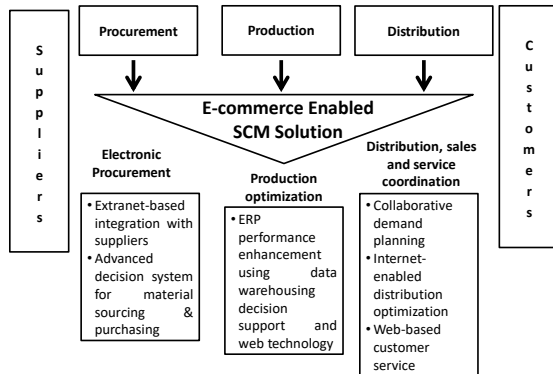 Suppliers
Procurement
Production
Distribution
Customers
E-commerce Enabled
SCM Solution
Electronic
Procurement
• Extranet-based
integration with
suppliers
• Advanced
decision system
for material
sourcing &
purchasing
Production
optimization
• ERP
performance
enhancement
using data
warehousing
decision
support and
web technology
Distribution, sales
and service
coordination
• Collaborative
demand
planning
• Internet-
enabled
distribution
optimization
• Web-based
customer
service